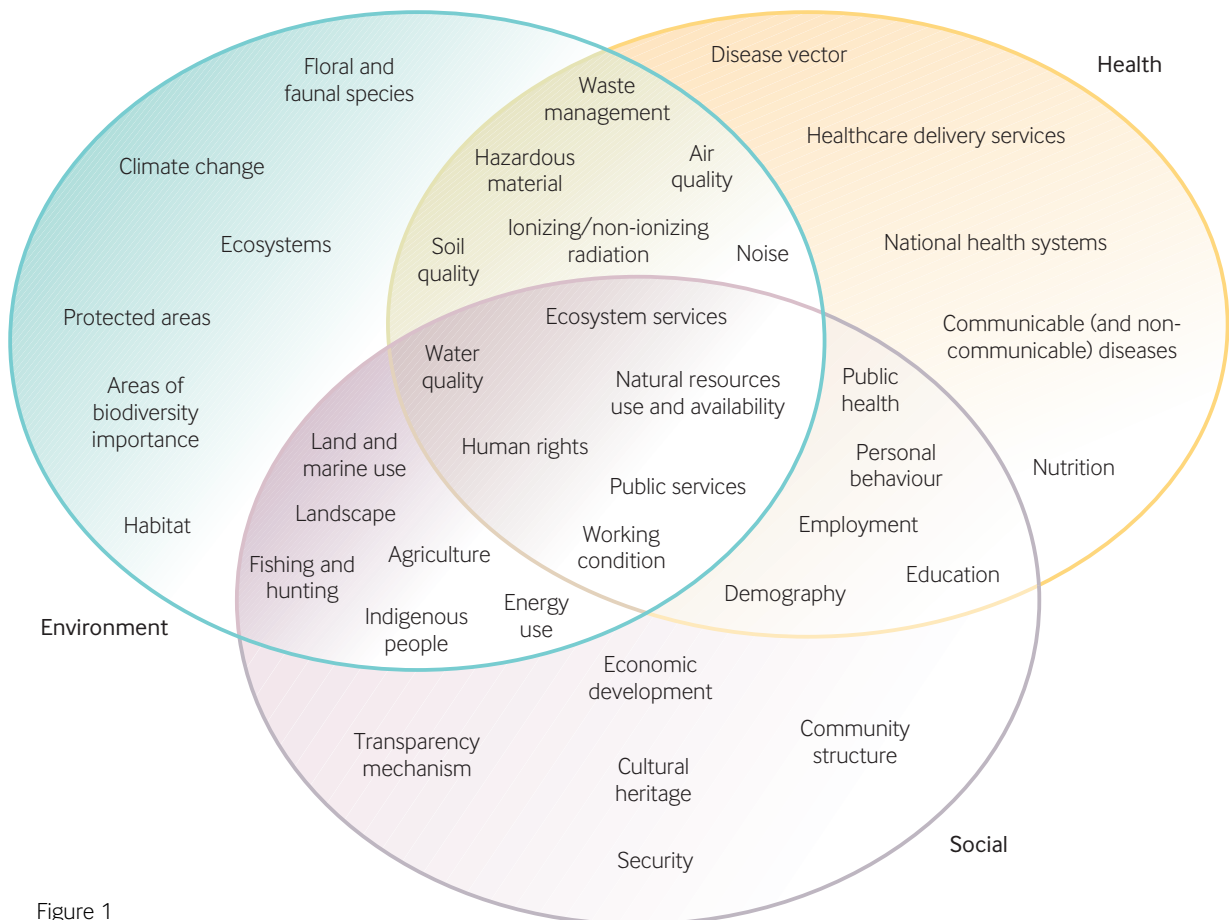 Disease vector
Health
Floral and
faunal species
Waste
management
Healthcare delivery services
Climate change
Hazardous
material
Air
quality
Ecosystems
Soil
quality
Ionizing/non-ionizing
radiation
Noise
National health systems
Protected areas
Ecosystem services
Communicable (and non-
communicable) diseases
Water
quality
Natural resources
use and availability
Public
health
Areas of
biodiversity
importance
Land and
marine use
Human rights
Personal
behaviour
Nutrition
Public services
Habitat
Landscape
Employment
Working
condition
Agriculture
Fishing and
hunting
Education
Demography
Environment
Indigenous
people
Energy
use
Economic
development
Transparency
mechanism
Community
structure
Cultural
heritage
Social
Security
Figure 1